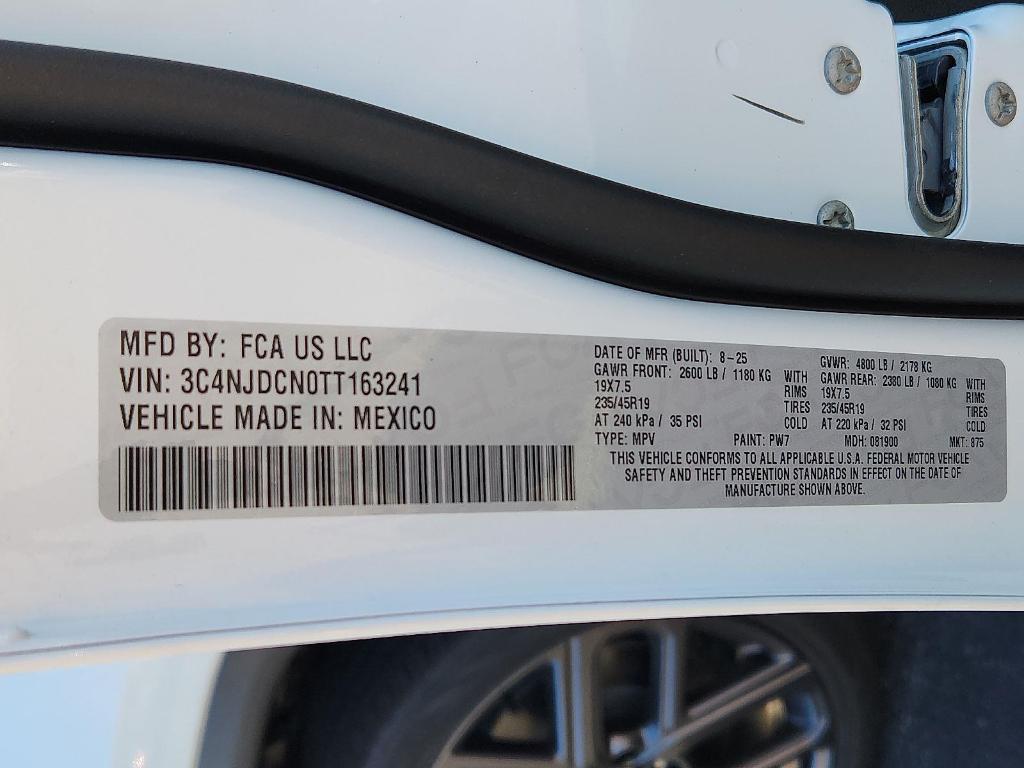 MFD BY: FCA US LLC
VIN: 3C4NJDCN0TT163241
VEHICLE MADE IN: MEXICO
DATE OF MFR (BUILT): 8-25
GAWR FRONT: 2600 LB / 1180 KG WITH
19X7.5 RIMS
235/45R19 TIRES
AT 240 kPa / 35 PSI COLD
GVWR: 4800 LB / 2178 KG
GAWR REAR: 2380 LB / 1080 KG WITH
19X7.5 RIMS
235/45R19 TIRES
AT 220 kPa / 32 PSI COLD
TYPE: MPV PAINT: PW7 MDH: 081900 MKT: 875
THIS VEHICLE CONFORMS TO ALL APPLICABLE U.S.A. FEDERAL MOTOR VEHICLE
SAFETY AND THEFT PREVENTION STANDARDS IN EFFECT ON THE DATE OF
MANUFACTURE SHOWN ABOVE.